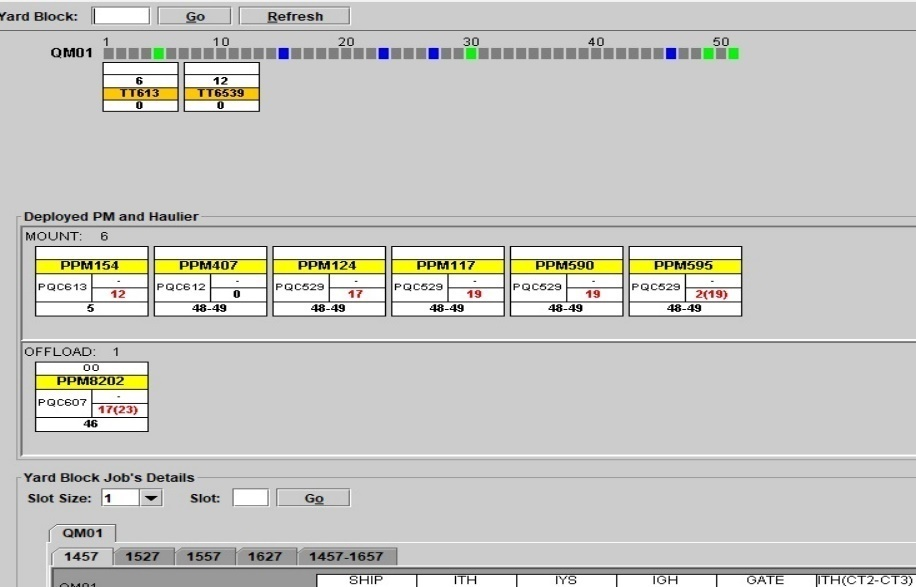 Yard Block: Go Refresh
1 10 20 30 40 50
QM01
6 12
TT613 TT6539
0 0
Deployed PM and Haulier
MOUNT: 6
PPM154 PPM407 PPM124 PPM117 PPM590 PPM595
- - - - - -
PQC613 PQC612 PQC529 PQC529 PQC529 PQC529
12 0 17 19 19 2(19)
5 48-49 48-49 48-49 48-49 48-49
OFFLOAD: 1
00
PPM8202
-
PQC607
17(23)
46
Yard Block Job's Details
Slot Size: 1 Slot: Go
QM01
1457 1527 1557 1627 1457-1657
SHIP ITH IYS IGH GATE ITH(CT2-CT3)
QM01